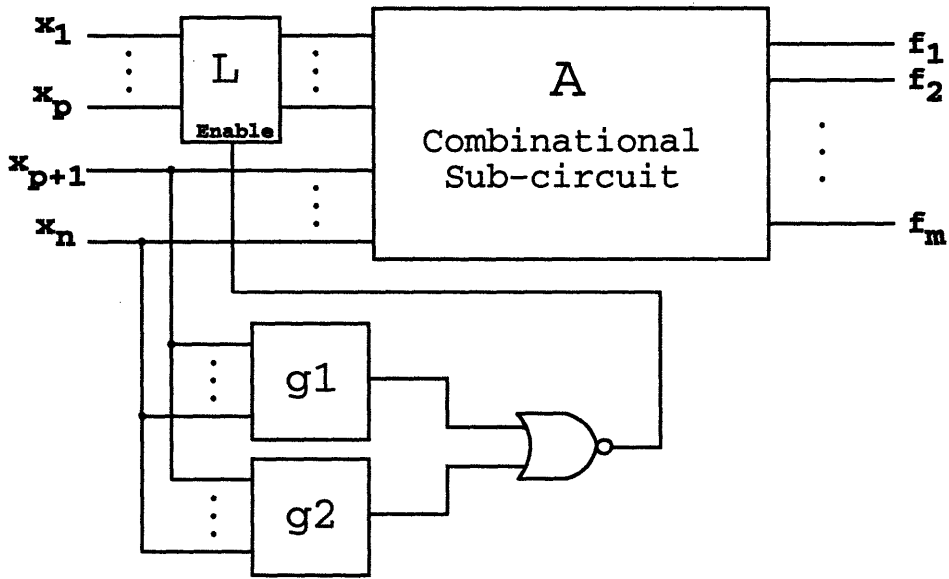 x1
L
A
f1
f2
xp
Enable
Combinational
Sub-circuit
xp+1
xn
fm
g1
g2